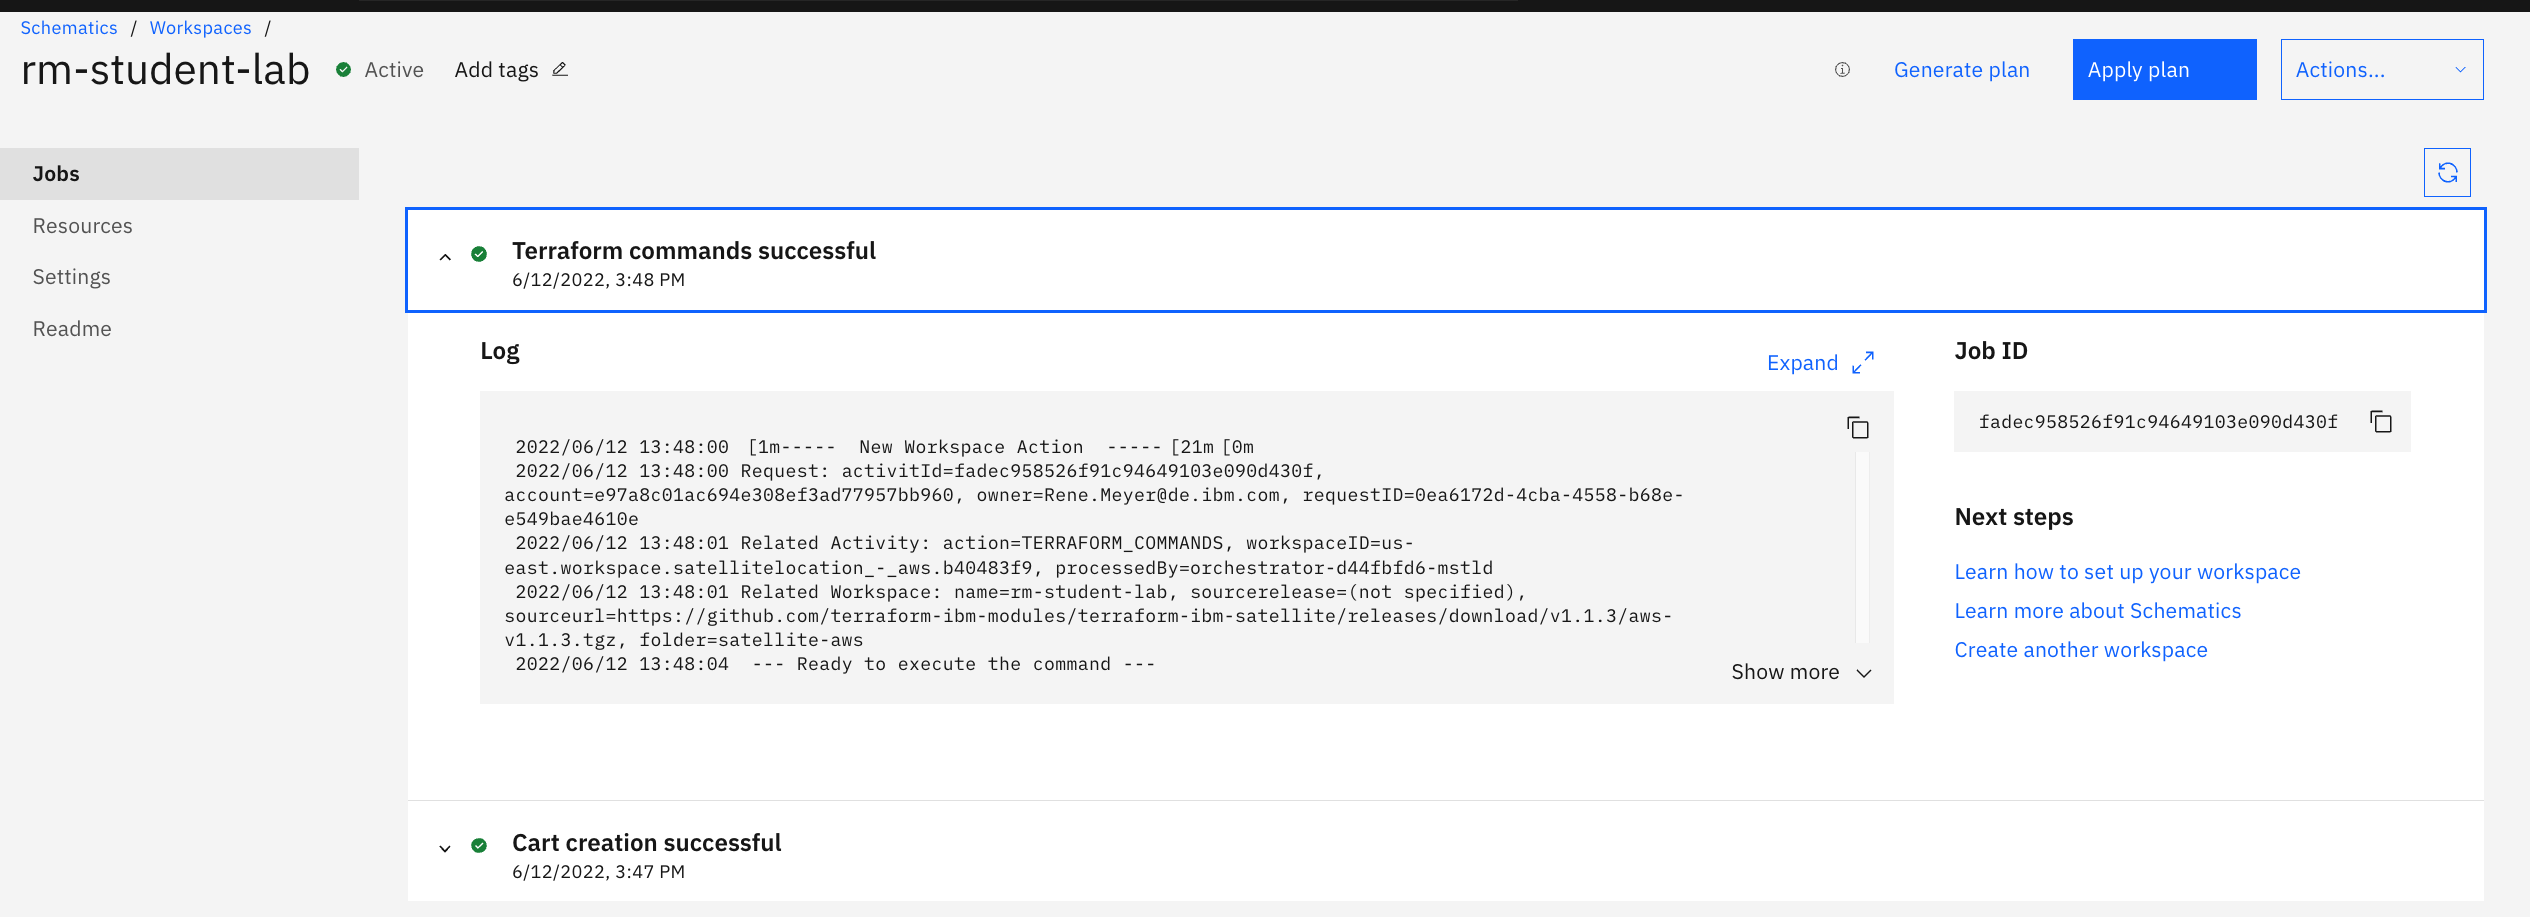 Schematics / Workspaces /
rm-student-lab Active Add tags
Generate plan Apply plan Actions...
Jobs
Resources
Settings
Readme
Terraform commands successful
6/12/2022, 3:48 PM
Log
Expand
2022/06/12 13:48:00 [1m-----  New Workspace Action  -----[21m[0m
2022/06/12 13:48:00 Request: activitId=fadec958526f91c94649103e090d430f,
account=e97a8c01ac694e308ef3ad77957bb960, owner=Rene.Meyer@de.ibm.com, requestID=0ea6172d-4cba-4558-b68e-
e549bae4610e
2022/06/12 13:48:01 Related Activity: action=TERRAFORM_COMMANDS, workspaceID=us-
east.workspace.satellitelocation_-_aws.b40483f9, processedBy=orchestrator-d44fbfd6-mstld
2022/06/12 13:48:01 Related Workspace: name=rm-student-lab, sourcerelease=(not specified),
sourceurl=https://github.com/terraform-ibm-modules/terraform-ibm-satellite/releases/download/v1.1.3/aws-
v1.1.3.tgz, folder=satellite-aws
2022/06/12 13:48:04  --- Ready to execute the command ---
Show more
Job ID
fadec958526f91c94649103e090d430f
Next steps
Learn how to set up your workspace
Learn more about Schematics
Create another workspace
Cart creation successful
6/12/2022, 3:47 PM